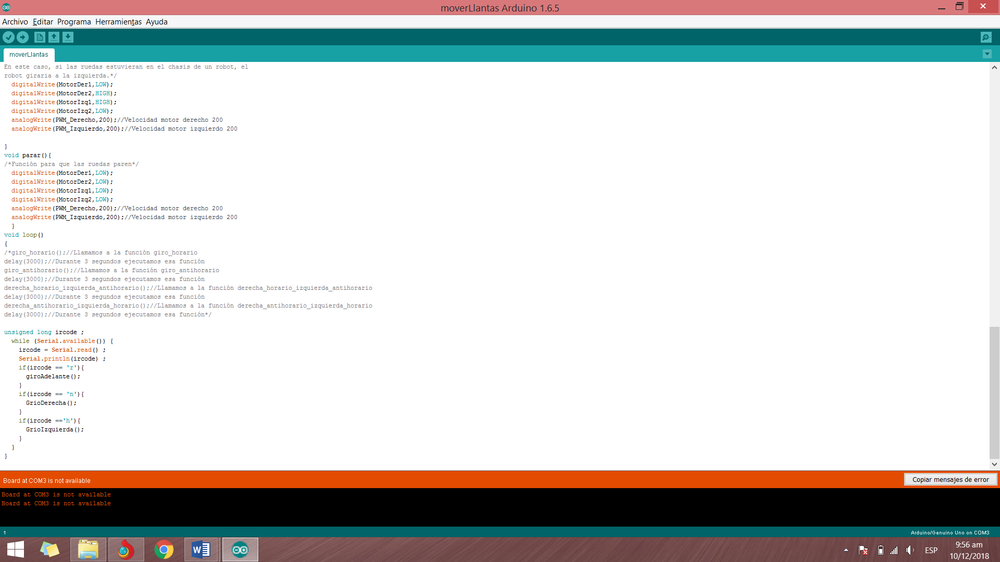 moverLlantas Arduino 1.6.5
Archivo Editar Programa Herramientas Ayuda
moverLlantas
En este caso, si las ruedas estuvieran en el chasis de un robot, el
robot giraria a la izquierda.*/
digitalWrite(MotorDer1,LOW);
digitalWrite(MotorDer2,HIGH);
digitalWrite(MotorIzq1,HIGH);
digitalWrite(MotorIzq2,LOW);
analogWrite(PWM_Derecho,200);//Velocidad motor derecho 200
analogWrite(PWM_Izquierdo,200);//Velocidad motor izquierdo 200
}
void parar(){
/*Función para que las ruedas paren*/
digitalWrite(MotorDer1,LOW);
digitalWrite(MotorDer2,LOW);
digitalWrite(MotorIzq1,LOW);
digitalWrite(MotorIzq2,LOW);
analogWrite(PWM_Derecho,200);//Velocidad motor derecho 200
analogWrite(PWM_Izquierdo,200);//Velocidad motor izquierdo 200
}
void loop()
{
/*giro_horario();//Llamamos a la función giro_horario
delay(3000);//Durante 3 segundos ejecutamos esa función
giro_antihorario();//Llamamos a la función giro_antihorario
delay(3000);//Durante 3 segundos ejecutamos esa función
derecha_horario_izquierda_antihorario();//Llamamos a la función derecha_horario_izquierda_antihorario
delay(3000);//Durante 3 segundos ejecutamos esa función
derecha_antihorario_izquierda_horario();//Llamamos a la función derecha_antihorario_izquierda_horario
delay(3000);//Durante 3 segundos ejecutamos esa función*/
unsigned long ircode ;
while (Serial.available()) {
ircode = Serial.read() ;
Serial.println(ircode) ;
if(ircode == 'r'){
giroAdelante();
}
if(ircode == 'n'){
GrioDerecha();
}
if(ircode =='h'){
GrioIzquierda();
}
}
}
Board at COM3 is not available
Copiar mensajes de error
Board at COM3 is not available
Board at COM3 is not available
1
Arduino/Genuino Uno on COM3
ESP
9:56 am
10/12/2018